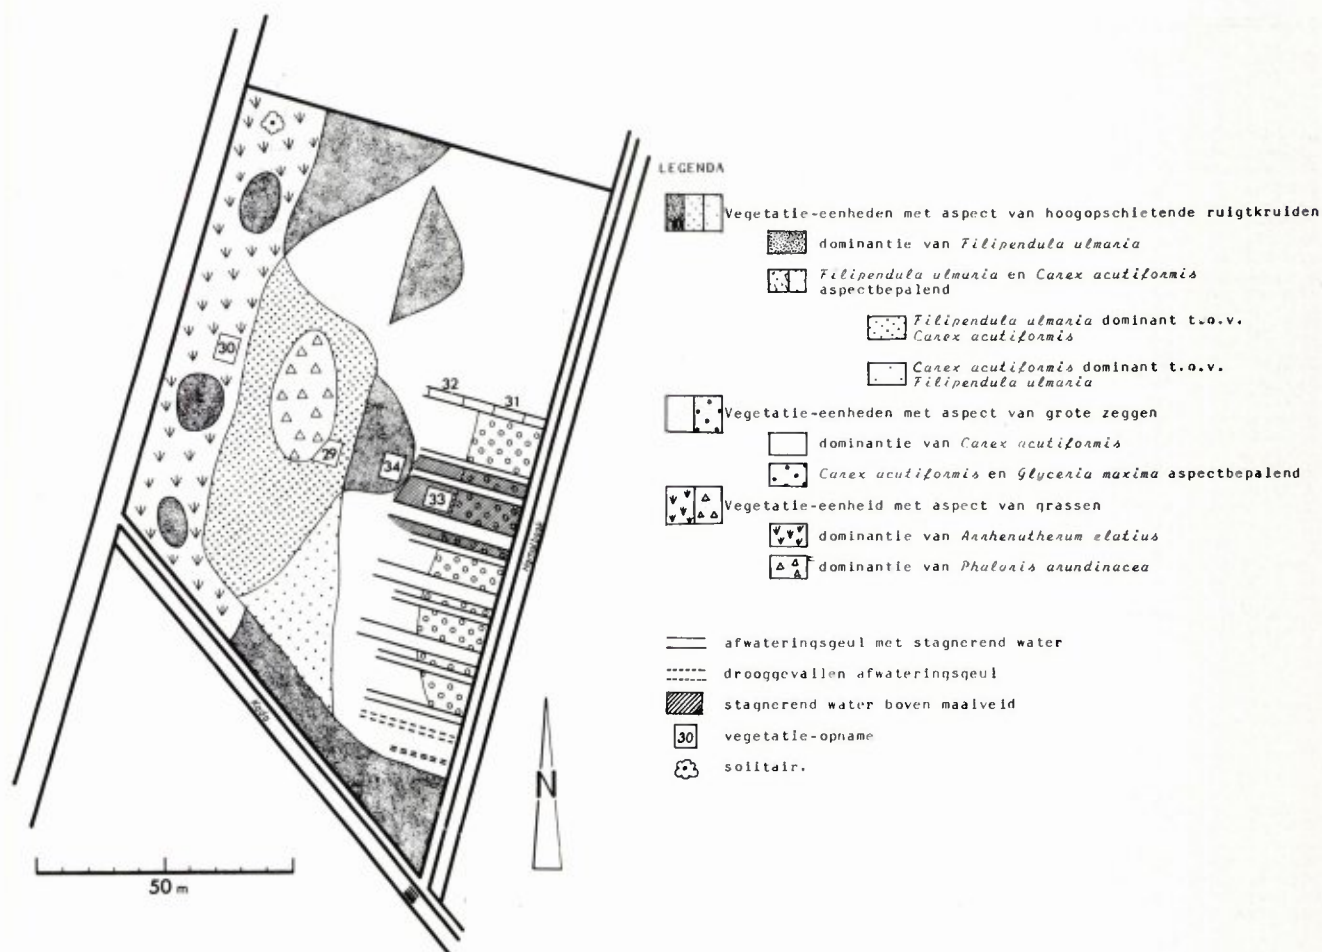 LEGENDA
Vegetatie-eenheden met aspect van hoogopschietende ruigtkruiden
dominantie van Filipendula ulmaria
Filipendula ulmaria en Carex acutiformis
aspectbepalend
Filipendula ulmaria dominant t.o.v.
Carex acutiformis
Carex acutiformis dominant t.o.v.
Filipendula ulmaria
Vegetatie-eenheden met aspect van grote zeggen
dominantie van Carex acutiformis
Carex acutiformis en Glyceria maxima aspectbepalend
Vegetatie-eenheid met aspect van grassen
dominantie van Arrhenatherum elatius
dominantie van Phalaris arundinacea
afwateringsgeul met stagnerend water
drooggevallen afwateringsgeul
stagnerend water boven maaiveld
30 vegetatie-opname
solitair.
30
32
31
29
34
33
N
50 m